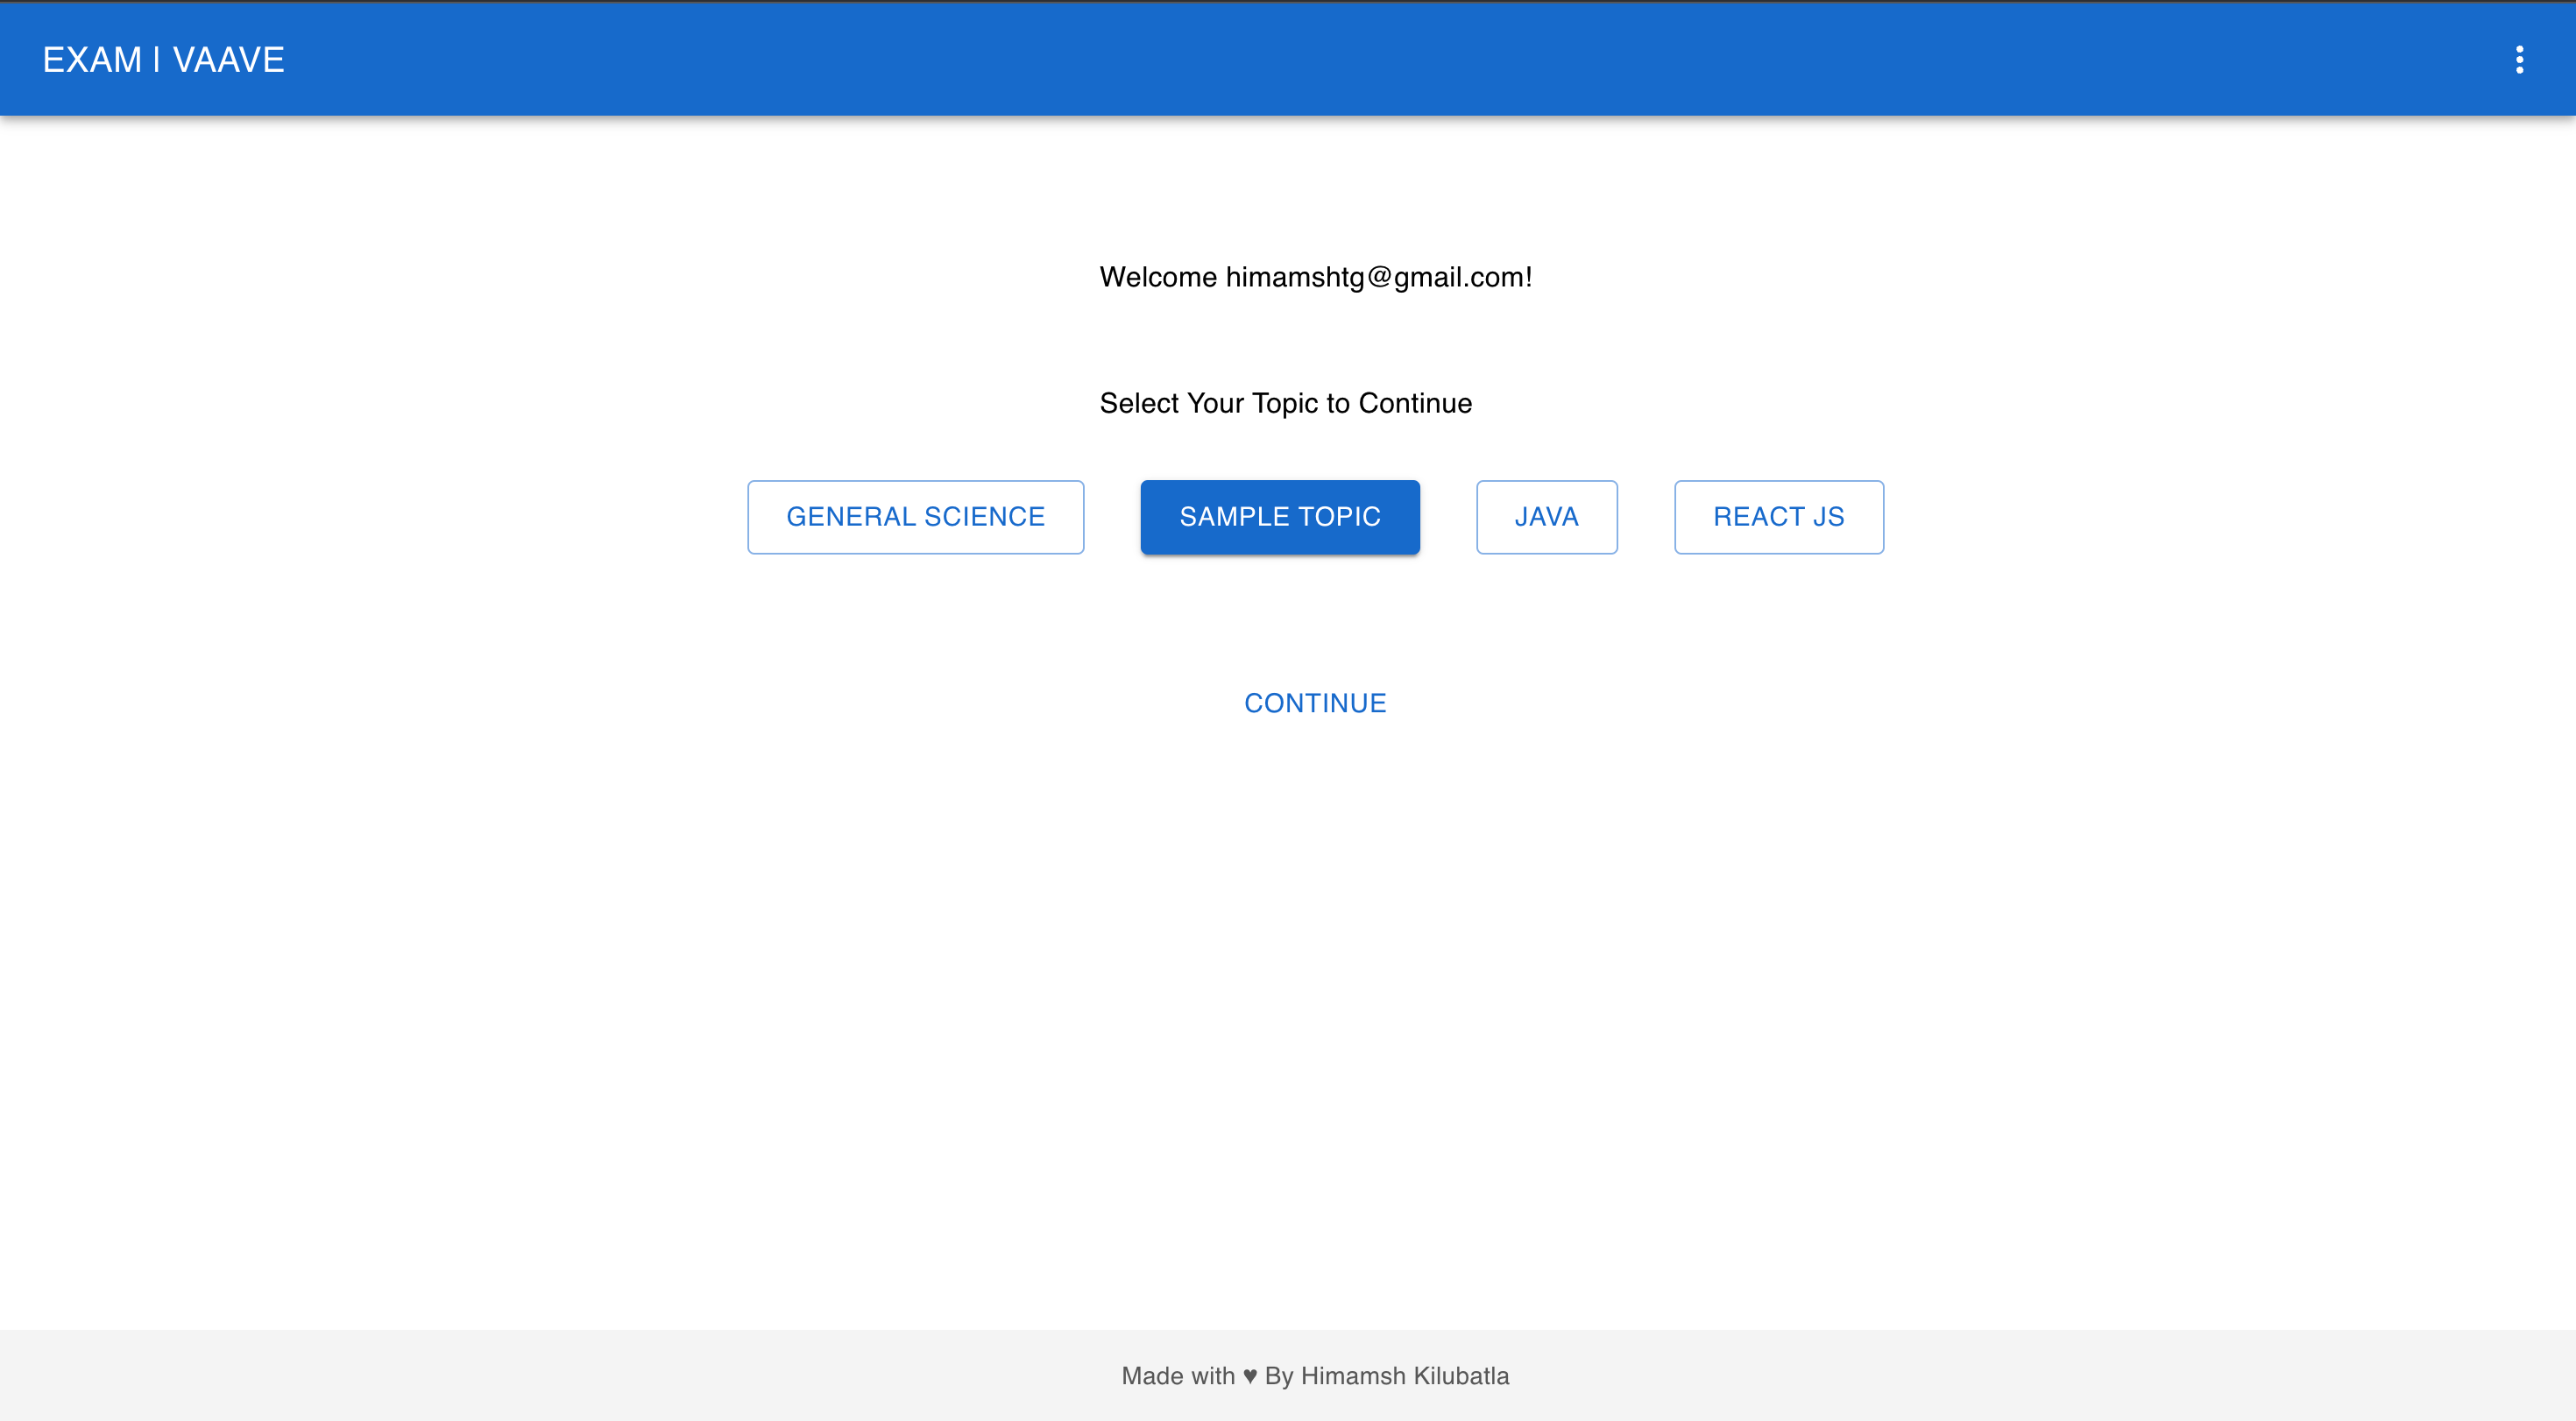 EXAM | VAAVE
Welcome himamshtg@gmail.com!
Select Your Topic to Continue
GENERAL SCIENCE SAMPLE TOPIC JAVA REACT JS
CONTINUE
Made with ♥ By Himamsh Kilubatla